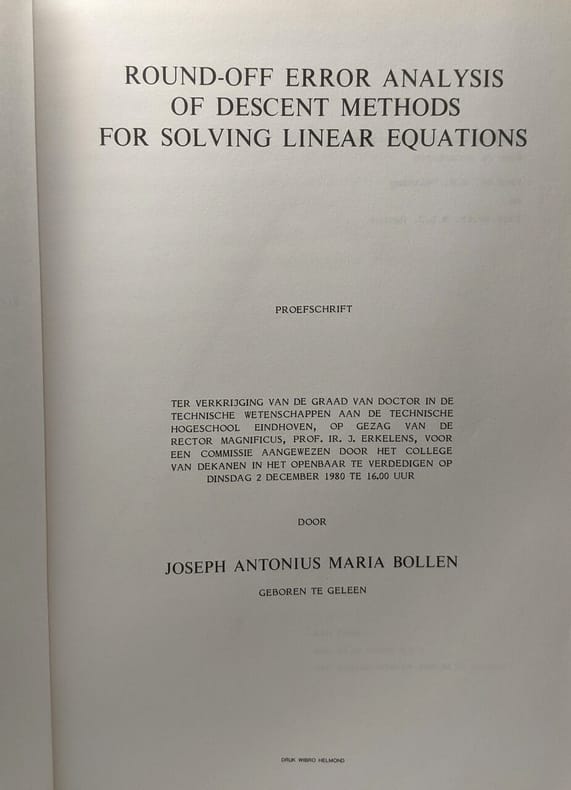 ROUND-OFF ERROR ANALYSIS
OF DESCENT METHODS
FOR SOLVING LINEAR EQUATIONS
PROEFSCHRIFT
TER VERKRIJGING VAN DE GRAAD VAN DOCTOR IN DE
TECHNISCHE WETENSCHAPPEN AAN DE TECHNISCHE
HOGESCHOOL EINDHOVEN, OP GEZAG VAN DE
RECTOR MAGNIFICUS, PROF. IR. J. ERKELENS, VOOR
EEN COMMISSIE AANGEWEZEN DOOR HET COLLEGE
VAN DEKANEN IN HET OPENBAAR TE VERDEDIGEN OP
DINSDAG 2 DECEMBER 1980 TE 16.00 UUR
DOOR
JOSEPH ANTONIUS MARIA BOLLEN
GEBOREN TE GELEEN
DRUK WIBRO HELMOND